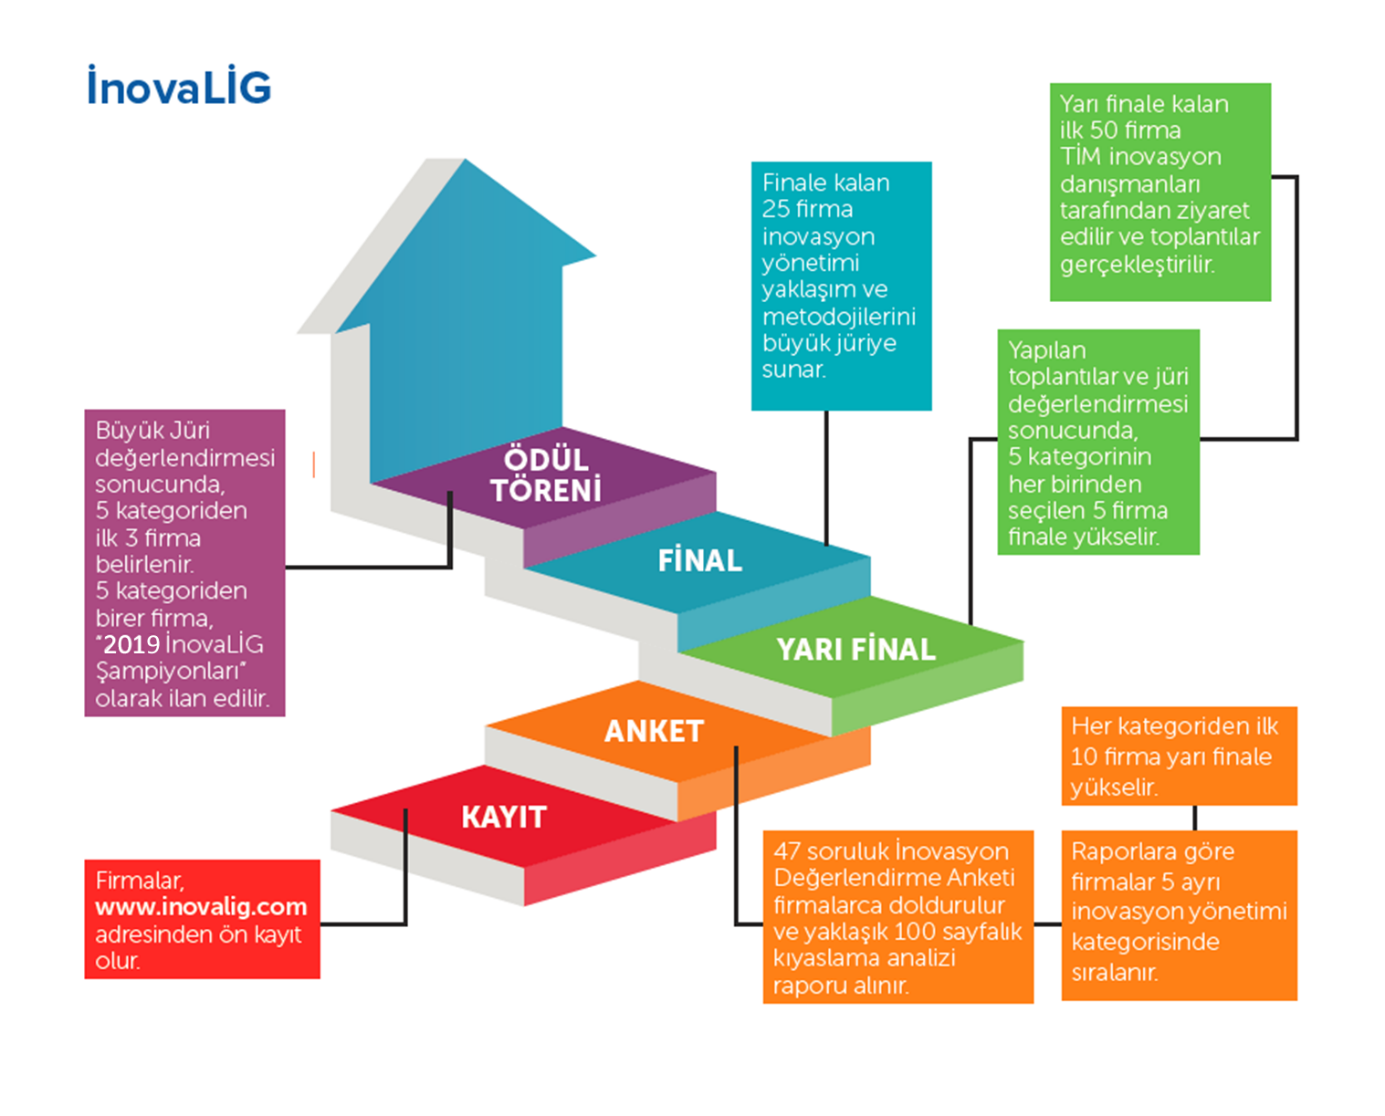 İnovaLİG
Yarı finale kalan
ilk 50 firma
TİM inovasyon
danışmanları
tarafından ziyaret
edilir ve toplantılar
gerçekleştirilir.
Finale kalan
25 firma
inovasyon
yönetimi
yaklaşım ve
metodojilerini
büyük jüriye
sunar.
Yapılan
toplantılar ve jüri
değerlendirmesi
sonucunda,
5 kategorinin
her birinden
seçilen 5 firma
finale yükselir.
Büyük Jüri
değerlendirmesi
sonucunda,
5 kategoriden
ilk 3 firma
belirlenir.
5 kategoriden
birer firma,
"2019 İnovaLİG
Şampiyonları"
olarak ilan edilir.
ÖDÜL
TÖRENİ
FİNAL
YARI FİNAL
ANKET
KAYIT
Her kategoriden ilk
10 firma yarı finale
yükselir.
Firmalar,
www.inovalig.com
adresinden ön kayıt
olur.
47 soruluk İnovasyon
Değerlendirme Anketi
firmalarca doldurulur
ve yaklaşık 100 sayfalık
kıyaslama analizi
raporu alınır.
Raporlara göre
firmalar 5 ayrı
inovasyon yönetimi
kategorisinde
sıralanır.